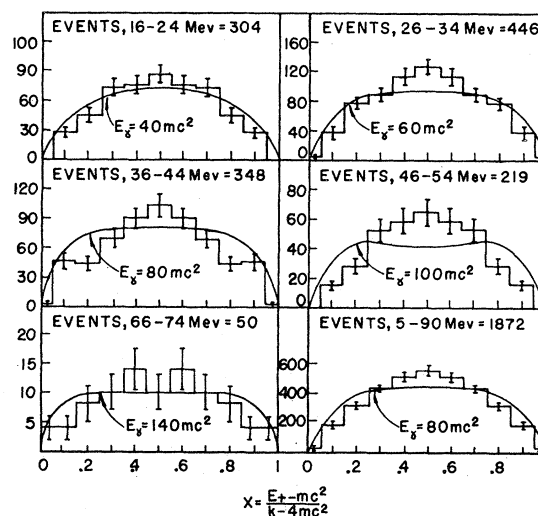 EVENTS, 16-24 Mev = 304
120
90
60
30
0
Eγ = 40mc²
EVENTS, 26-34 Mev = 446
160
120
80
40
0
Eγ = 60mc²
EVENTS, 36-44 Mev = 348
120
90
60
30
0
Eγ = 80mc²
EVENTS, 46-54 Mev = 219
80
60
40
20
0
Eγ = 100mc²
EVENTS, 66-74 Mev = 50
20
15
10
5
Eγ = 140mc²
0 .2 .4 .6 .8 1
EVENTS, 5-90 Mev = 1872
600
400
200
Eγ = 80mc²
0 .2 .4 .6 .8
X = E+-mc²
k-4mc²